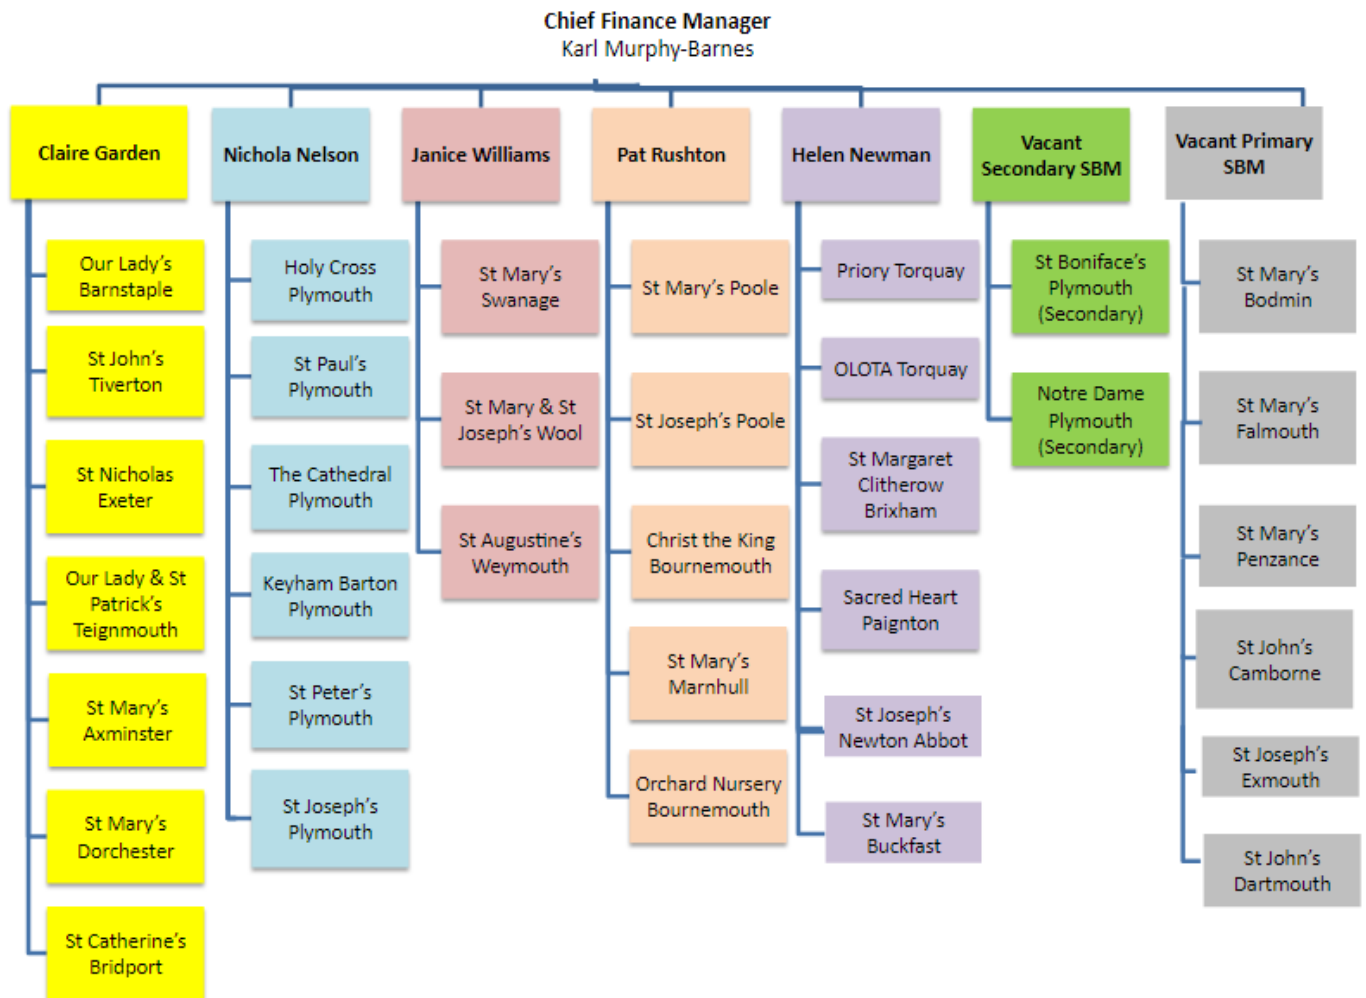 Chief Finance Manager
Karl Murphy-Barnes
Claire Garden
Nichola Nelson
Janice Williams
Pat Rushton
Helen Newman
Vacant
Secondary SBM
Vacant Primary
SBM
Our Lady's
Barnstaple
St John's
Tiverton
St Nicholas
Exeter
Our Lady & St
Patrick's
Teignmouth
St Mary's
Axminster
St Mary's
Dorchester
St Catherine's
Bridport
Holy Cross
Plymouth
St Paul's
Plymouth
The Cathedral
Plymouth
Keyham Barton
Plymouth
St Peter's
Plymouth
St Joseph's
Plymouth
St Mary's
Swanage
St Mary & St
Joseph's Wool
St Augustine's
Weymouth
St Mary's Poole
St Joseph's Poole
Christ the King
Bournemouth
St Mary's
Marnhull
Orchard Nursery
Bournemouth
Priory Torquay
OLOTA Torquay
St Margaret
Clitherow
Brixham
Sacred Heart
Paignton
St Joseph's
Newton Abbot
St Mary's
Buckfast
St Boniface's
Plymouth
(Secondary)
Notre Dame
Plymouth
(Secondary)
St Mary's
Bodmin
St Mary's
Falmouth
St Mary's
Penzance
St John's
Camborne
St Joseph's
Exmouth
St John's
Dartmouth